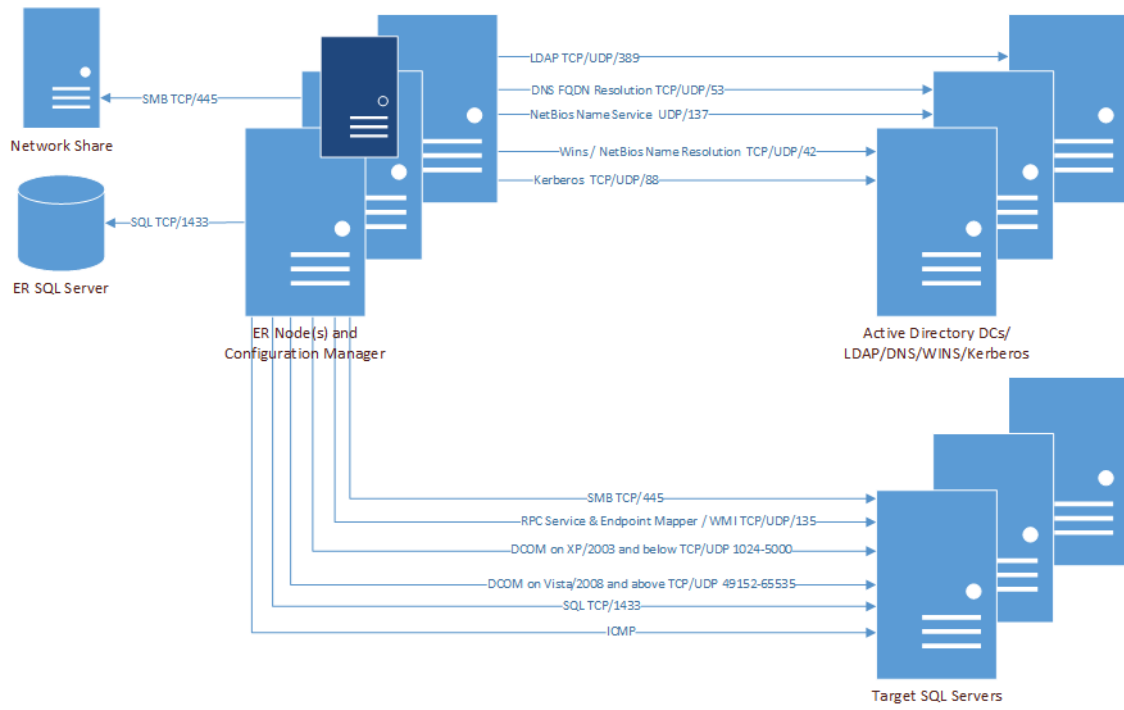 LDAP TCP/UDP/389
DNS FQDN Resolution TCP/UDP/53
SMB TCP/445
NetBios Name Service UDP/137
Network Share
Wins / NetBios Name Resolution TCP/UDP/42
Kerberos TCP/UDP/88
SQL TCP/1433
ER SQL Server
ER Node(s) and
Configuration Manager
Active Directory DCs/
LDAP/DNS/WINS/Kerberos
SMB TCP/445
RPC Service & Endpoint Mapper / WMI TCP/UDP/135
DCOM on XP/2003 and below TCP/UDP 1024-5000
DCOM on Vista/2008 and above TCP/UDP 49152-65535
SQL TCP/1433
ICMP
Target SQL Servers